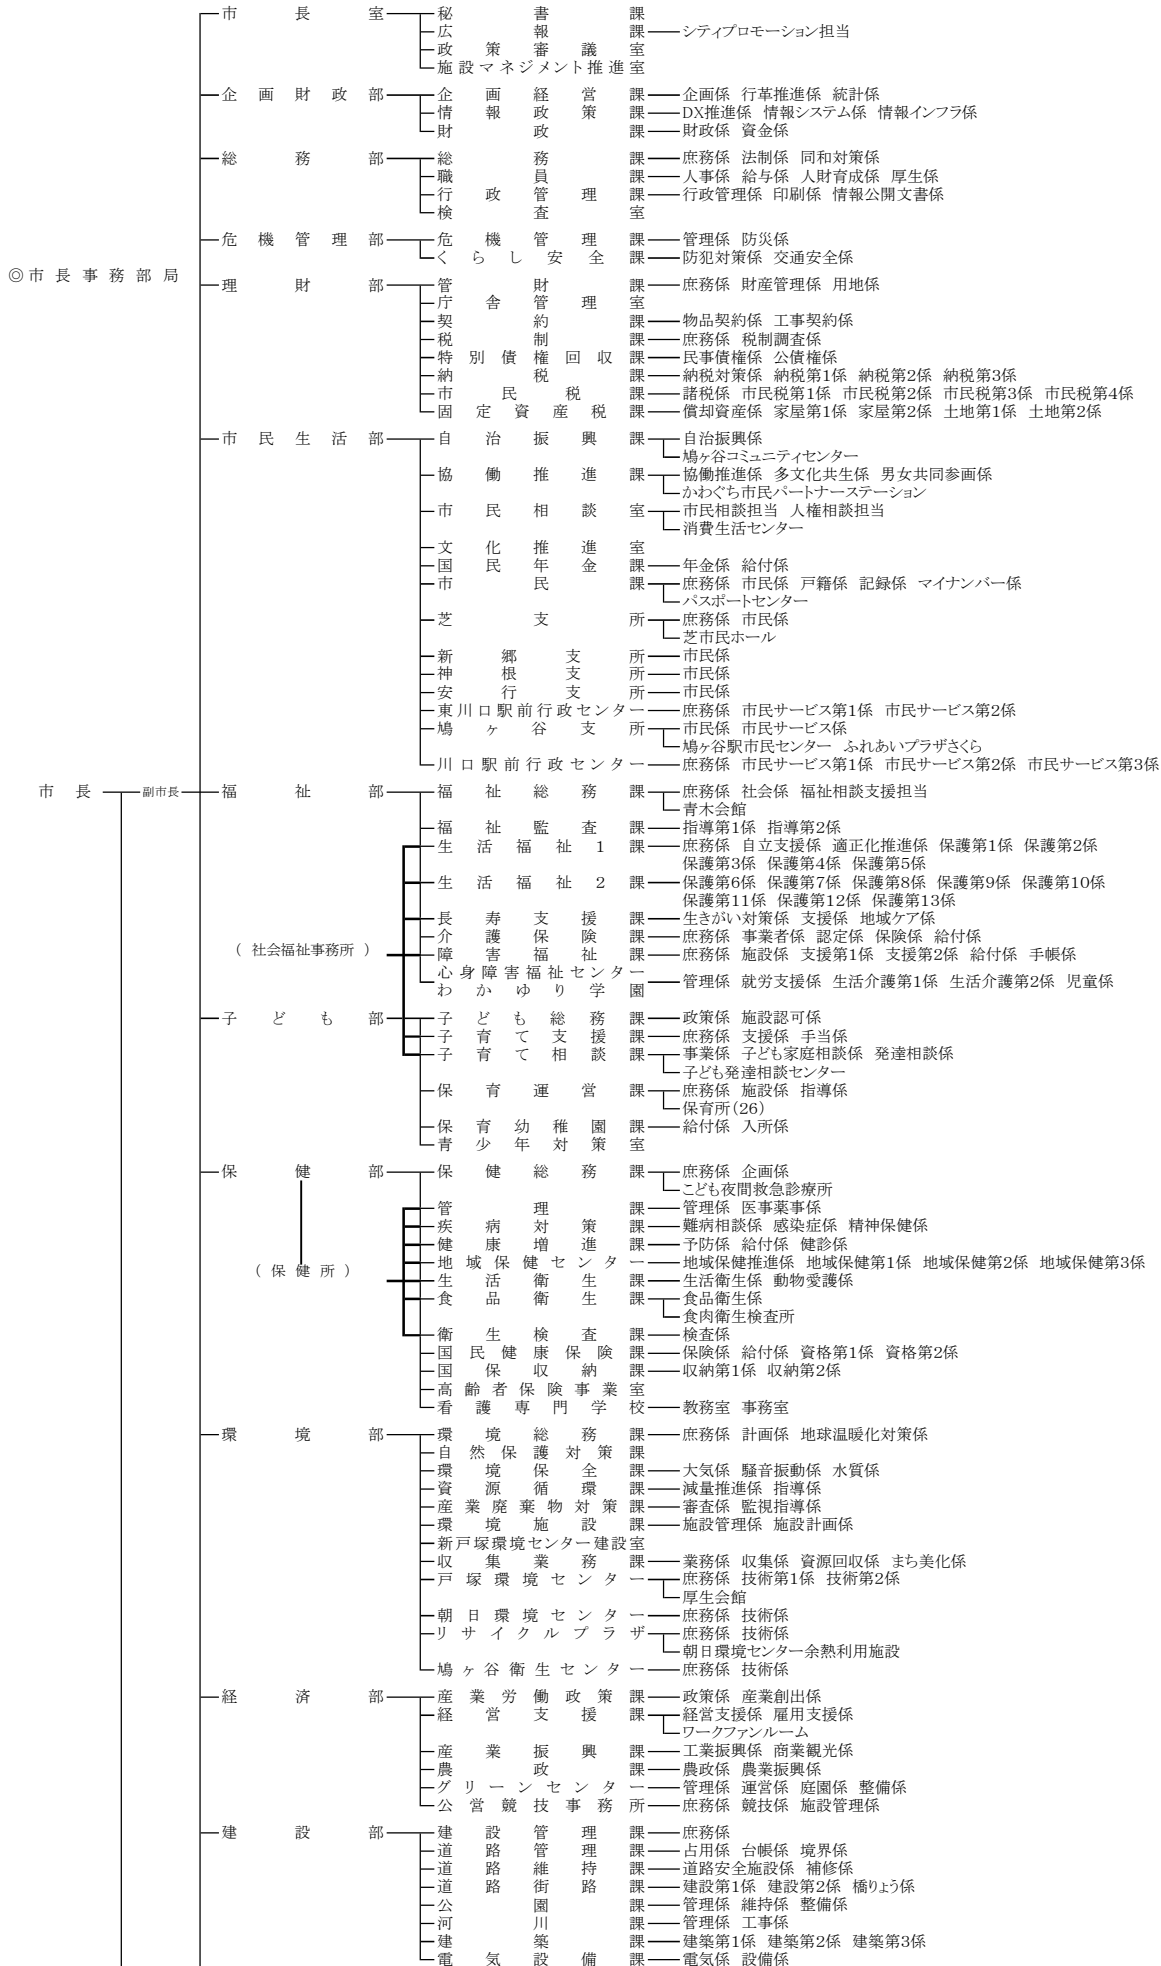 市長室 秘書課
広報課 シティプロモーション担当
政策審議室
施設マネジメント推進室
企画財政部 企画経営課 企画係 行革推進係 統計係
情報政策課 DX推進係 情報システム係 情報インフラ係
財政課 財政係 資金係
総務部 総務課 庶務係 法制係 同和対策係
職員課 人事係 給与係 人財育成係 厚生係
行政管理課 行政管理係 印刷係 情報公開文書係
検査室
危機管理部 危機管理課 管理係 防災係
くらし安全課 防犯対策係 交通安全係
◎市長事務部局
理財部 管財課 庶務係 財産管理係 用地係
庁舎管理室
契約課 物品契約係 工事契約係
税制課 庶務係 税制調査係
特別債権回収課 民事債権係 公債権係
納税課 納税対策係 納税第1係 納税第2係 納税第3係
市民税課 諸税係 市民税第1係 市民税第2係 市民税第3係 市民税第4係
固定資産税課 償却資産係 家屋第1係 家屋第2係 土地第1係 土地第2係
市民生活部 自治振興課 自治振興係
鳩ヶ谷コミュニティセンター
協働推進課 協働推進係 多文化共生係 男女共同参画係
かわぐち市民パートナーステーション
市民相談室 市民相談担当 人権相談担当
消費生活センター
文化推進室
国民年金課 年金係 給付係
市民課 庶務係 市民係 戸籍係 記録係 マイナンバー係
パスポートセンター
芝支所 庶務係 市民係
芝市民ホール
新郷支所 市民係
神根支所 市民係
安行支所 市民係
東川口駅前行政センター 庶務係 市民サービス第1係 市民サービス第2係
鳩ヶ谷支所 市民係 市民サービス係
鳩ヶ谷駅市民センター ふれあいプラザさくら
川口駅前行政センター 庶務係 市民サービス第1係 市民サービス第2係 市民サービス第3係
市長 副市長 福祉部 福祉総務課 庶務係 社会係 福祉相談支援担当
青木会館
福祉監査課 指導第1係 指導第2係
生活福祉1課 庶務係 自立支援係 適正化推進係 保護第1係 保護第2係
保護第3係 保護第4係 保護第5係
生活福祉2課 保護第6係 保護第7係 保護第8係 保護第9係 保護第10係
保護第11係 保護第12係 保護第13係
長寿支援課 生きがい対策係 支援係 地域ケア係
介護保険課 庶務係 事業者係 認定係 保険係 給付係
(社会福祉事務所) 障害福祉課 庶務係 施設係 支援第1係 支援第2係 給付係 手帳係
心身障害福祉センター
わかゆり学園 管理係 就労支援係 生活介護第1係 生活介護第2係 児童係
子ども部 子ども総務課 政策係 施設認可係
子育て支援課 庶務係 支援係 手当係
子育て相談課 事業係 子ども家庭相談係 発達相談係
子ども発達相談センター
保育運営課 庶務係 施設係 指導係
保育所(26)
保育幼稚園課 給付係 入所係
青少年対策室
保健部 保健総務課 庶務係 企画係
こども夜間救急診療所
管理課 管理係 医事薬事係
疾病対策課 難病相談係 感染症係 精神保健係
健康増進課 予防係 給付係 健診係
地域保健センター 地域保健推進係 地域保健第1係 地域保健第2係 地域保健第3係
(保健所) 生活衛生課 生活衛生係 動物愛護係
食品衛生課 食品衛生係
食肉衛生検査所
衛生検査課 検査係
国民健康保険課 保険係 給付係 資格第1係 資格第2係
国保収納課 収納第1係 収納第2係
高齢者保険事業室
看護専門学校 教務室 事務室
環境部 環境総務課 庶務係 計画係 地球温暖化対策係
自然保護対策課
環境保全課 大気係 騒音振動係 水質係
資源循環課 減量推進係 指導係
産業廃棄物対策課 審査係 監視指導係
環境施設課 施設管理係 施設計画係
新戸塚環境センター建設室
収集業務課 業務係 収集係 資源回収係 まち美化係
戸塚環境センター 庶務係 技術第1係 技術第2係
厚生会館
朝日環境センター 庶務係 技術係
リサイクルプラザ 庶務係 技術係
朝日環境センター余熱利用施設
鳩ヶ谷衛生センター 庶務係 技術係
経済部 産業労働政策課 政策係 産業創出係
経営支援課 経営支援係 雇用支援係
ワークファンルーム
産業振興課 工業振興係 商業観光係
農政課 農政係 農業振興係
グリーンセンター 管理係 運営係 庭園係 整備係
公営競技事務所 庶務係 競技係 施設管理係
建設部 建設管理課 庶務係
道路管理課 占用係 台帳係 境界係
道路維持課 道路安全施設係 補修係
道路街路課 建設第1係 建設第2係 橋りょう係
公園課 管理係 維持係 整備係
河川課 管理係 工事係
建築課 建築第1係 建築第2係 建築第3係
電気設備課 電気係 設備係